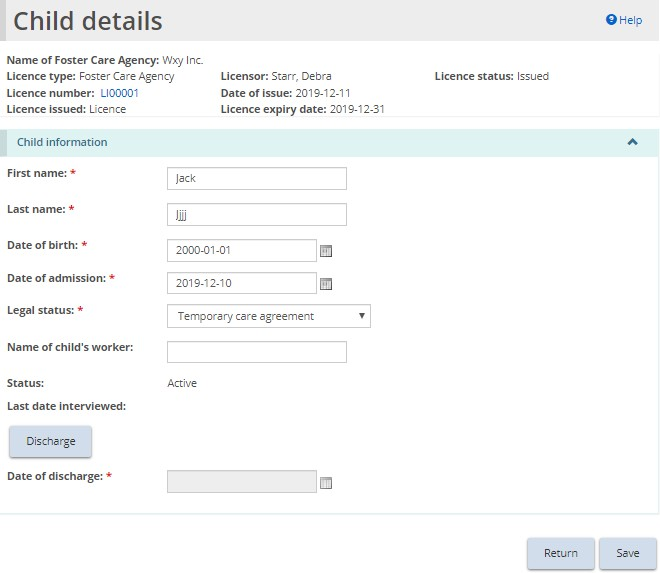 Child details
Help
Name of Foster Care Agency: Wxy Inc.
Licence type: Foster Care Agency Licensor: Starr, Debra Licence status: Issued
Licence number: LI00001 Date of issue: 2019-12-11
Licence issued: Licence Licence expiry date: 2019-12-31
Child information
First name: * Jack
Last name: * Jjjj
Date of birth: * 2000-01-01
Date of admission: * 2019-12-10
Legal status: * Temporary care agreement
Name of child's worker:
Status: Active
Last date interviewed:
Discharge
Date of discharge: *
Return Save